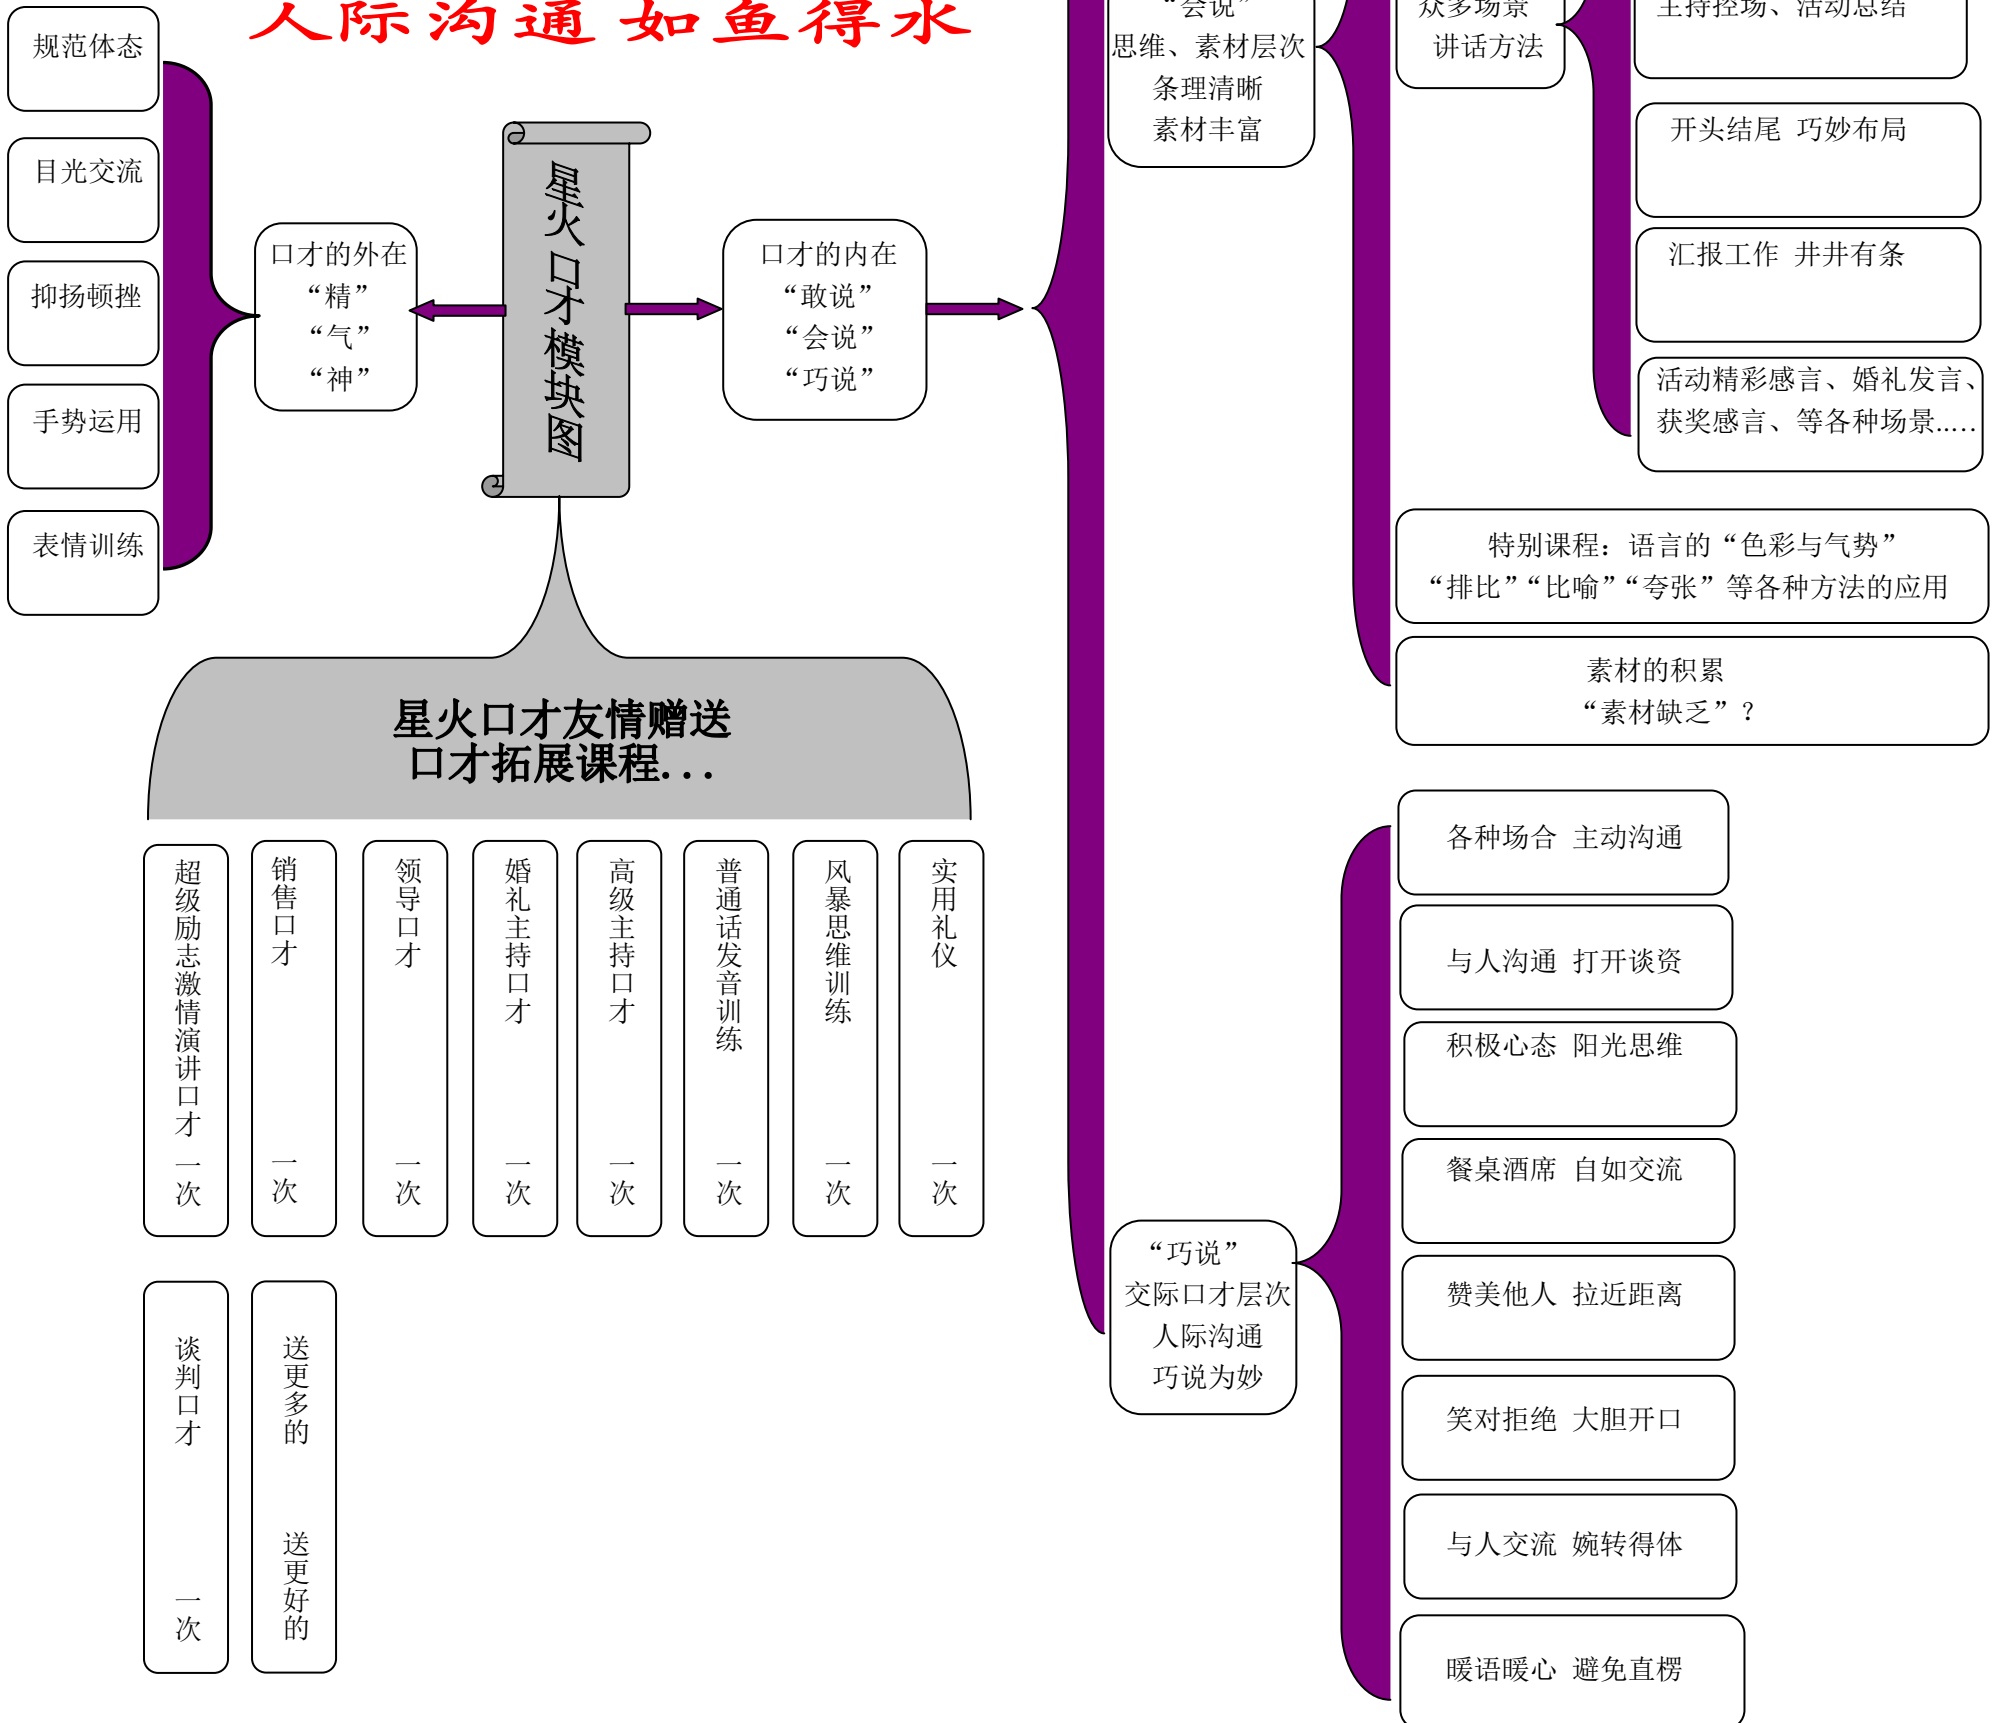 人际沟通 如鱼得水
规范体态
目光交流
抑扬顿挫
手势运用
表情训练
口才的外在
“精”
“气”
“神”
星火口才模块图
口才的内在
“敢说”
“会说”
“巧说”
“会说”
思维、素材层次
条理清晰
素材丰富
众多场景
讲话方法
主持控场、活动总结
开头结尾 巧妙布局
汇报工作 井井有条
活动精彩感言、婚礼发言、
获奖感言、等各种场景.....
特别课程：语言的“色彩与气势”
“排比”“比喻”“夸张”等各种方法的应用
素材的积累
“素材缺乏”？
星火口才友情赠送
口才拓展课程...
超级励志激情演讲口才 一次
销售口才 一次
领导口才 一次
婚礼主持口才 一次
高级主持口才 一次
普通话发音训练 一次
风暴思维训练 一次
实用礼仪 一次
谈判口才 一次
送更多的 送更好的
“巧说”
交际口才层次
人际沟通
巧说为妙
各种场合 主动沟通
与人沟通 打开谈资
积极心态 阳光思维
餐桌酒席 自如交流
赞美他人 拉近距离
笑对拒绝 大胆开口
与人交流 婉转得体
暖语暖心 避免直楞